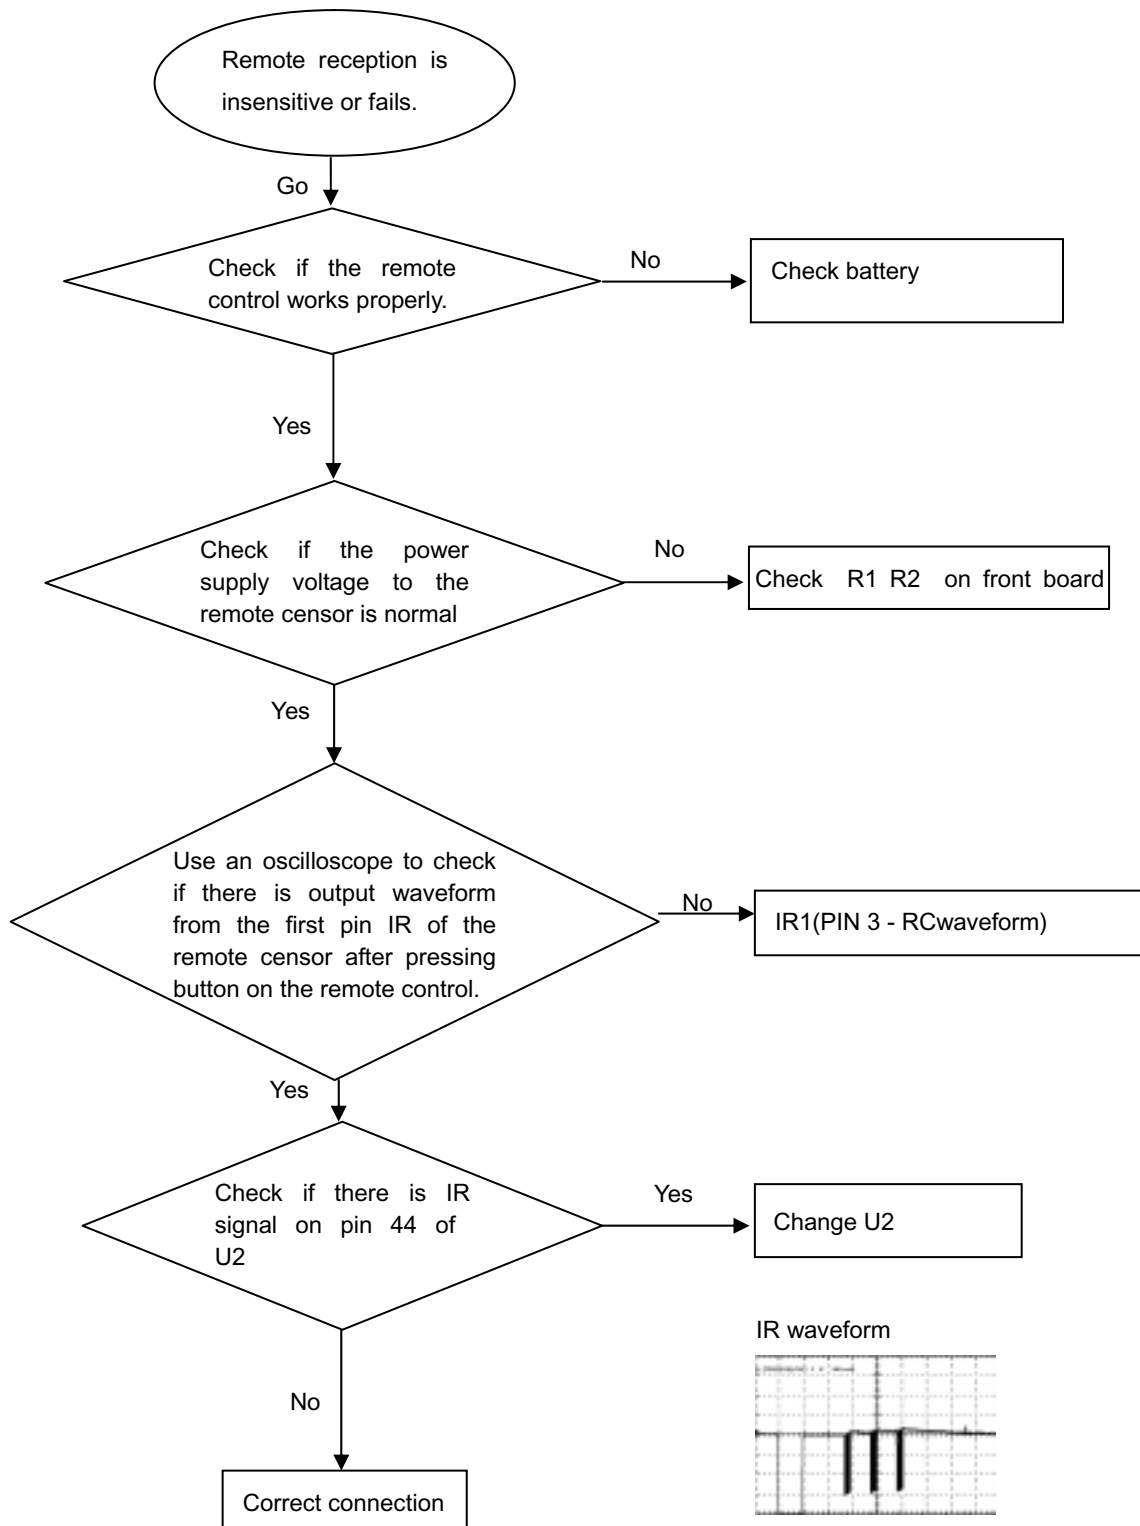 Remote reception is
insensitive or fails.
Go
Check if the remote
control works properly.
No
Check battery
Yes
Check if the power
supply voltage to the
remote censor is normal
No
Check R1 R2 on front board
Yes
Use an oscilloscope to check
if there is output waveform
from the first pin IR of the
remote censor after pressing
button on the remote control.
No
IR1(PIN 3 - RCwaveform)
Yes
Check if there is IR
signal on pin 44 of
U2
Yes
Change U2
IR waveform
No
Correct connection